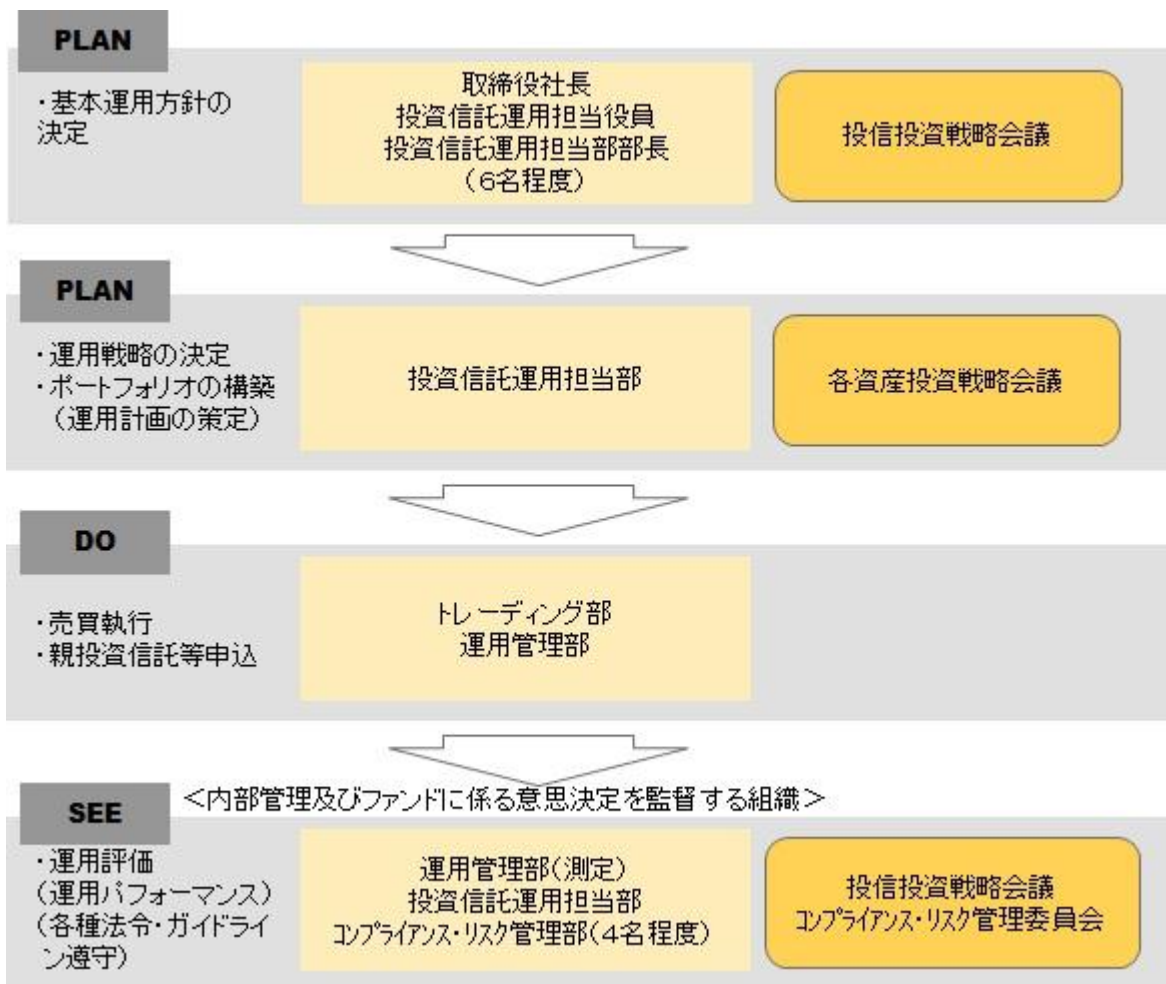 PLAN
・基本運用方針の
決定
取締役社長
投資信託運用担当役員
投資信託運用担当部部長
（6名程度）
投信投資戦略会議
PLAN
・運用戦略の決定
・ポートフォリオの構築
（運用計画の策定）
投資信託運用担当部
各資産投資戦略会議
DO
・売買執行
・親投資信託等申込
トレーディング部
運用管理部
SEE
＜内部管理及びファンドに係る意思決定を監督する組織＞
・運用評価
(運用パフォーマンス)
(各種法令・ガイドライ
ン遵守)
運用管理部(測定)
投資信託運用担当部
ｺﾝﾌﾟﾗｲｱﾝｽ・ﾘｽｸ管理部(4名程度)
投信投資戦略会議
ｺﾝﾌﾟﾗｲｱﾝｽ・ﾘｽｸ管理委員会